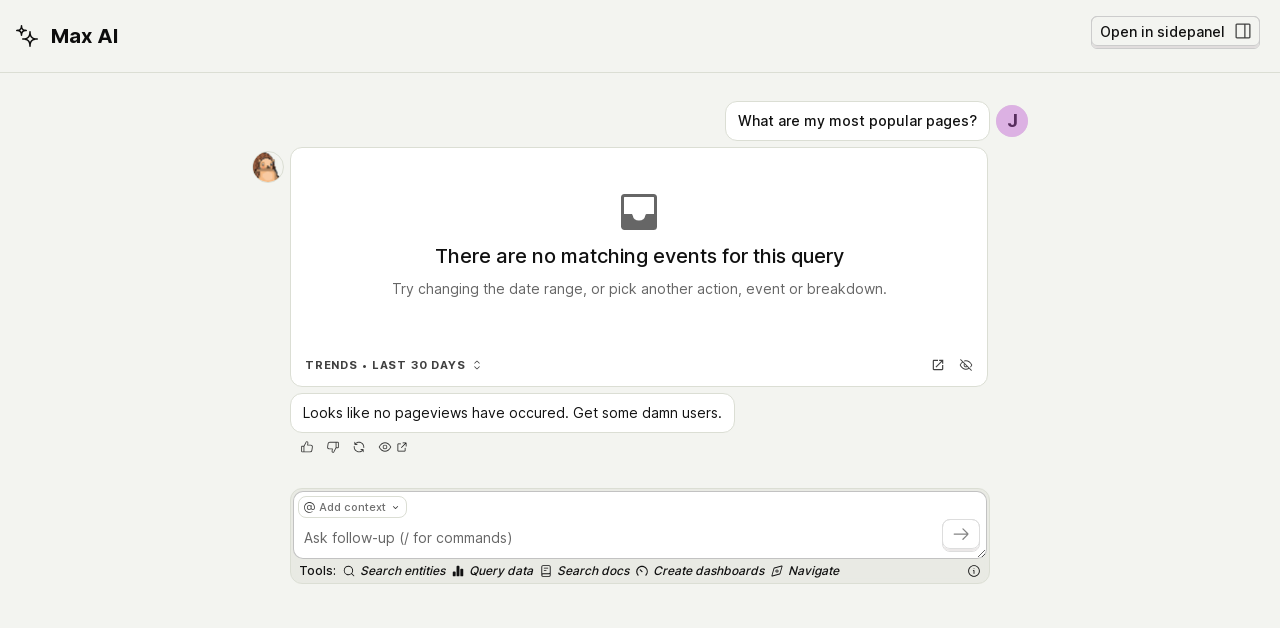 Max AI
Open in sidepanel
What are my most popular pages?
J
There are no matching events for this query
Try changing the date range, or pick another action, event or breakdown.
TRENDS • LAST 30 DAYS
Looks like no pageviews have occured. Get some damn users.
@ Add context
Ask follow-up (/ for commands)
Tools: Search entities Query data Search docs Create dashboards Navigate